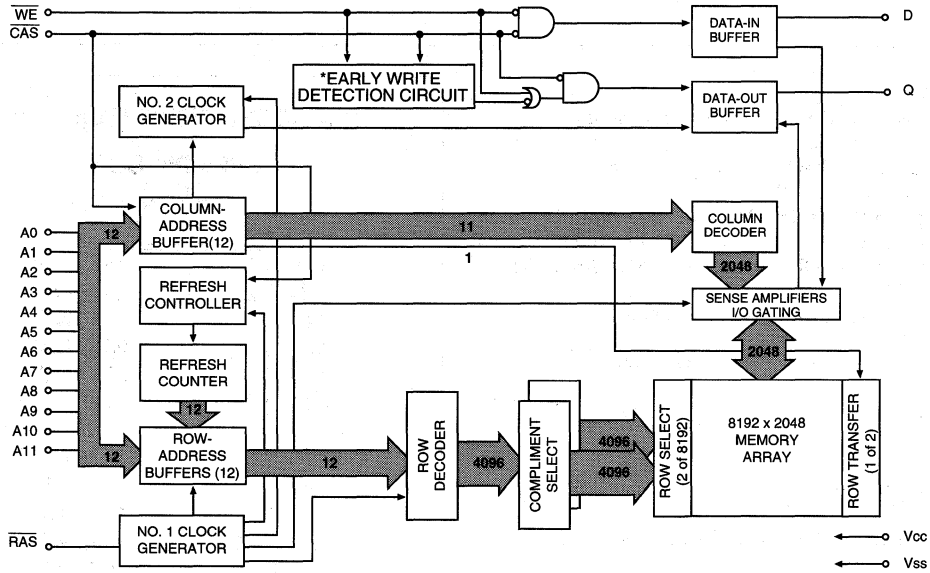 WE
CAS
*EARLY WRITE
DETECTION CIRCUIT
DATA-IN
BUFFER
D
DATA-OUT
BUFFER
Q
NO. 2 CLOCK
GENERATOR
COLUMN-
ADDRESS
BUFFER(12)
12
11
1
COLUMN
DECODER
2048
SENSE AMPLIFIERS
I/O GATING
2048
A0
A1
A2
A3
A4
A5
A6
A7
A8
A9
A10
A11
REFRESH
CONTROLLER
REFRESH
COUNTER
12
ROW-
ADDRESS
BUFFERS (12)
12
12
ROW
DECODER
4096
COMPLIMENT
SELECT
4096
4096
ROW SELECT
(2 of 8192)
8192 x 2048
MEMORY
ARRAY
ROW TRANSFER
(1 of 2)
RAS
NO. 1 CLOCK
GENERATOR
Vcc
Vss